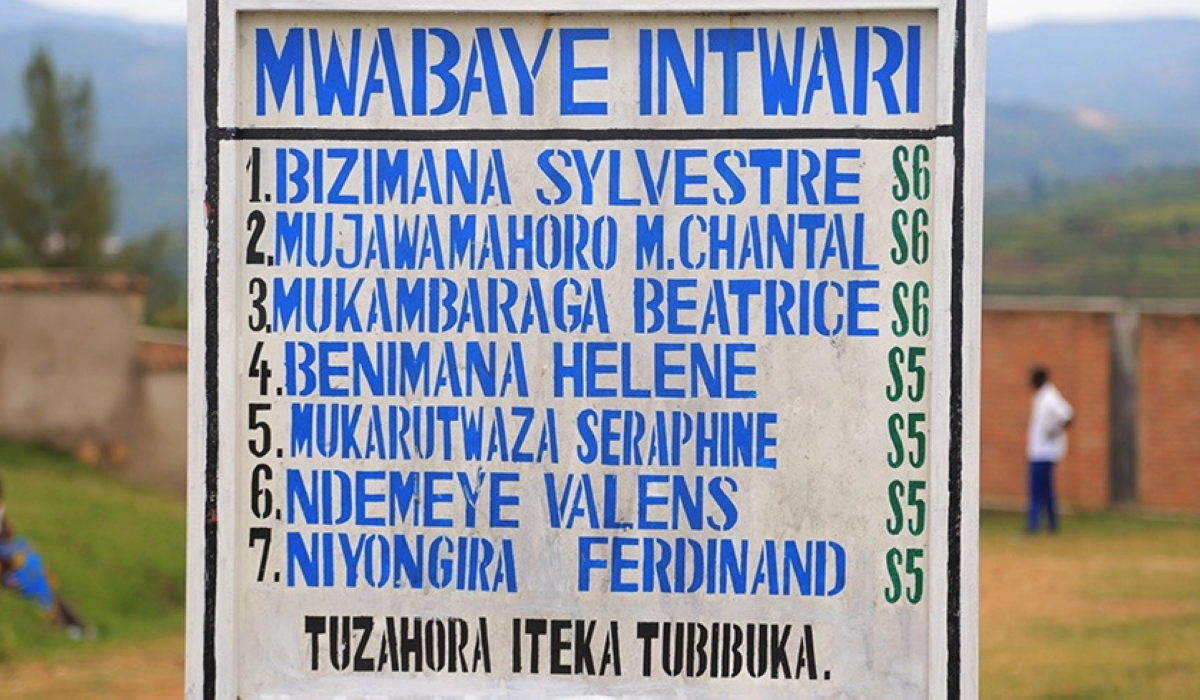 MWABAYE INTWARI
1. BIZIMANA SYLVESTRE S6
2. MUJAWAMAHORO M.CHANTAL S6
3. MUKAMBARAGA BEATRICE S6
4. BENIMANA HELENE S5
5. MUKARUTWAZA SERAPHINE S5
6. NDEMEYE VALENS S5
7. NIYONGIRA FERDINAND S5
TUZAHORA ITEKA TUBIBUKA.